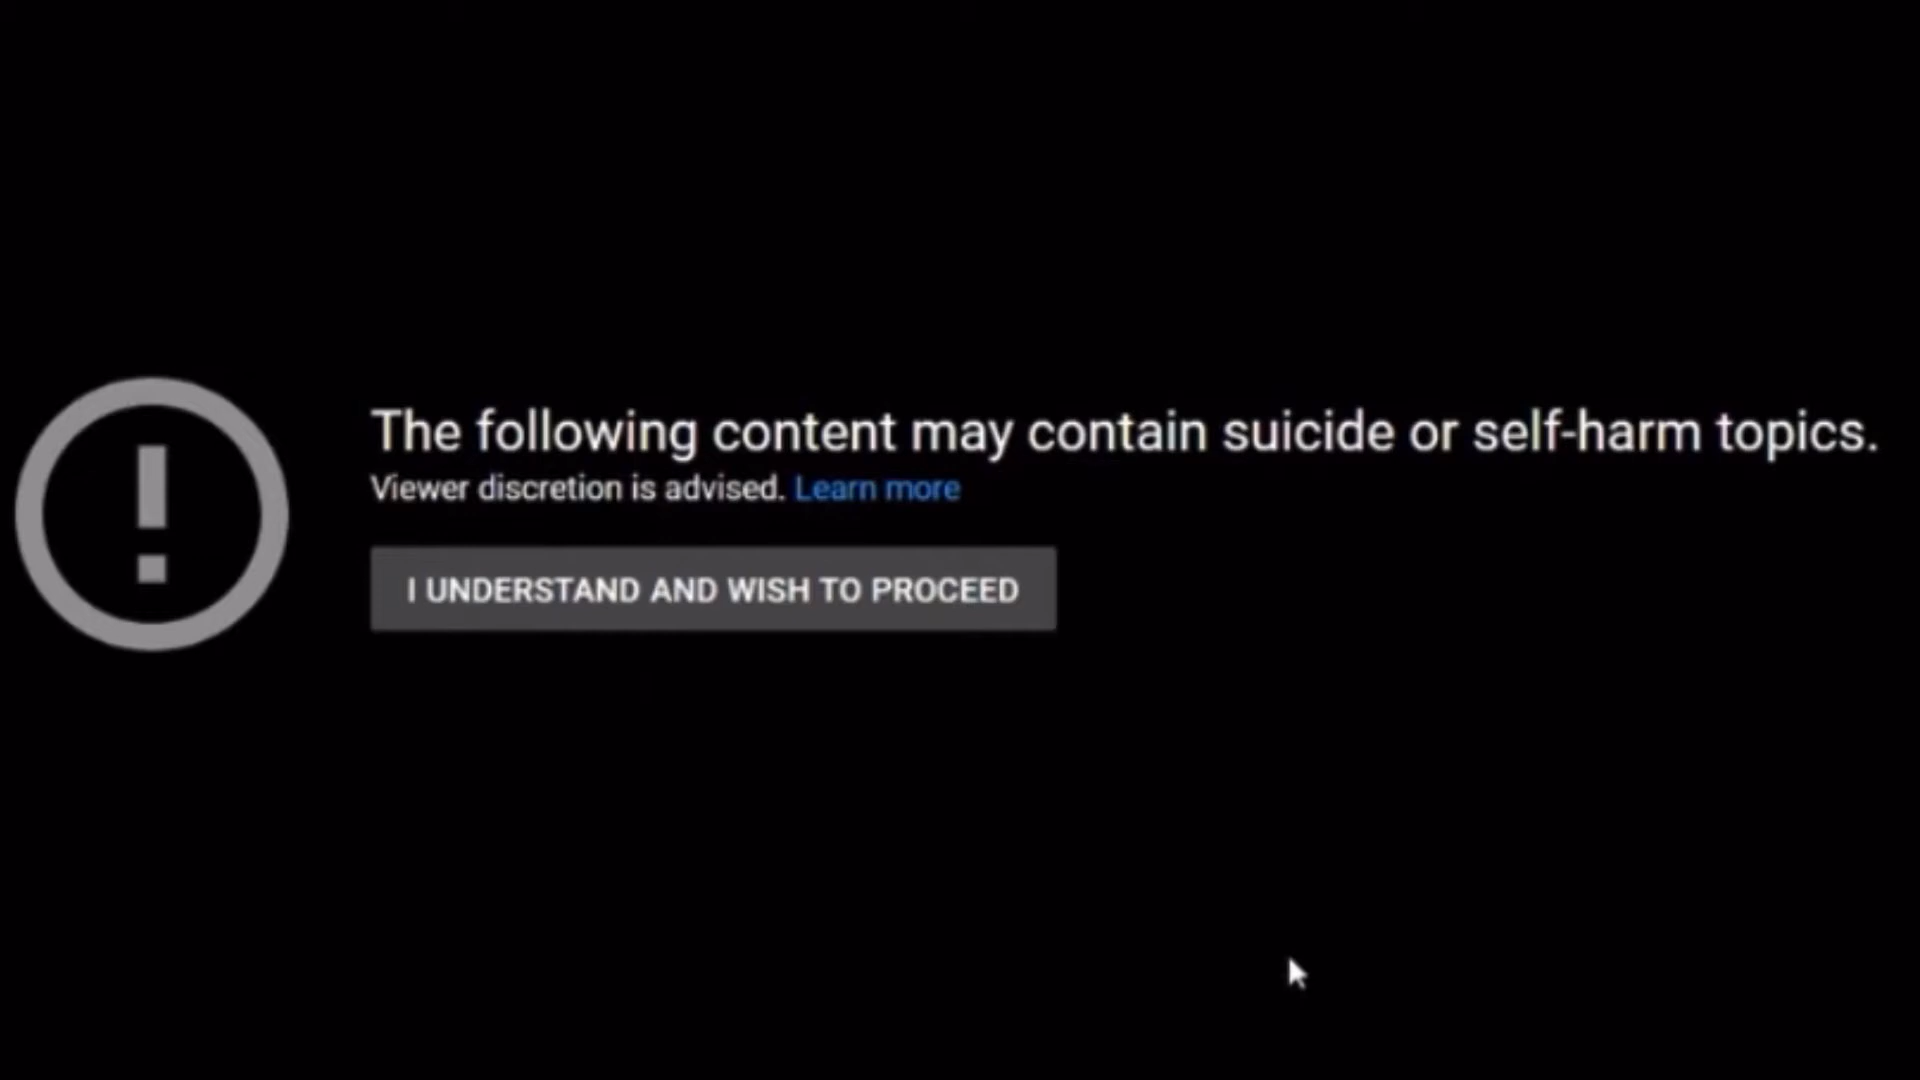 The following content may contain suicide or self-harm topics.
Viewer discretion is advised. Learn more
I UNDERSTAND AND WISH TO PROCEED